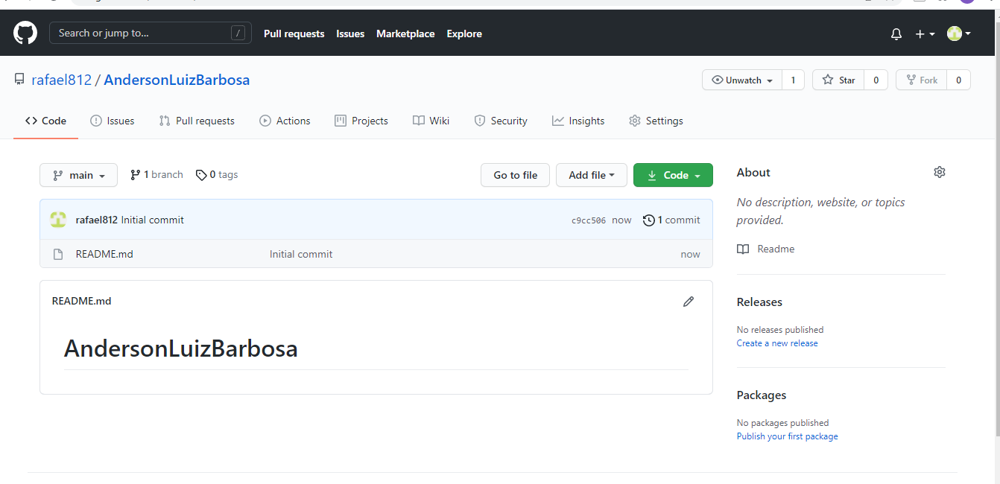 Search or jump to... /
Pull requests Issues Marketplace Explore
rafael812 / AndersonLuizBarbosa
Unwatch 1 Star 0 Fork 0
Code Issues Pull requests Actions Projects Wiki Security Insights Settings
main 1 branch 0 tags Go to file Add file Code
rafael812 Initial commit c9cc506 now 1 commit
README.md Initial commit now
README.md
AndersonLuizBarbosa
About
No description, website, or topics
provided.
Readme
Releases
No releases published
Create a new release
Packages
No packages published
Publish your first package